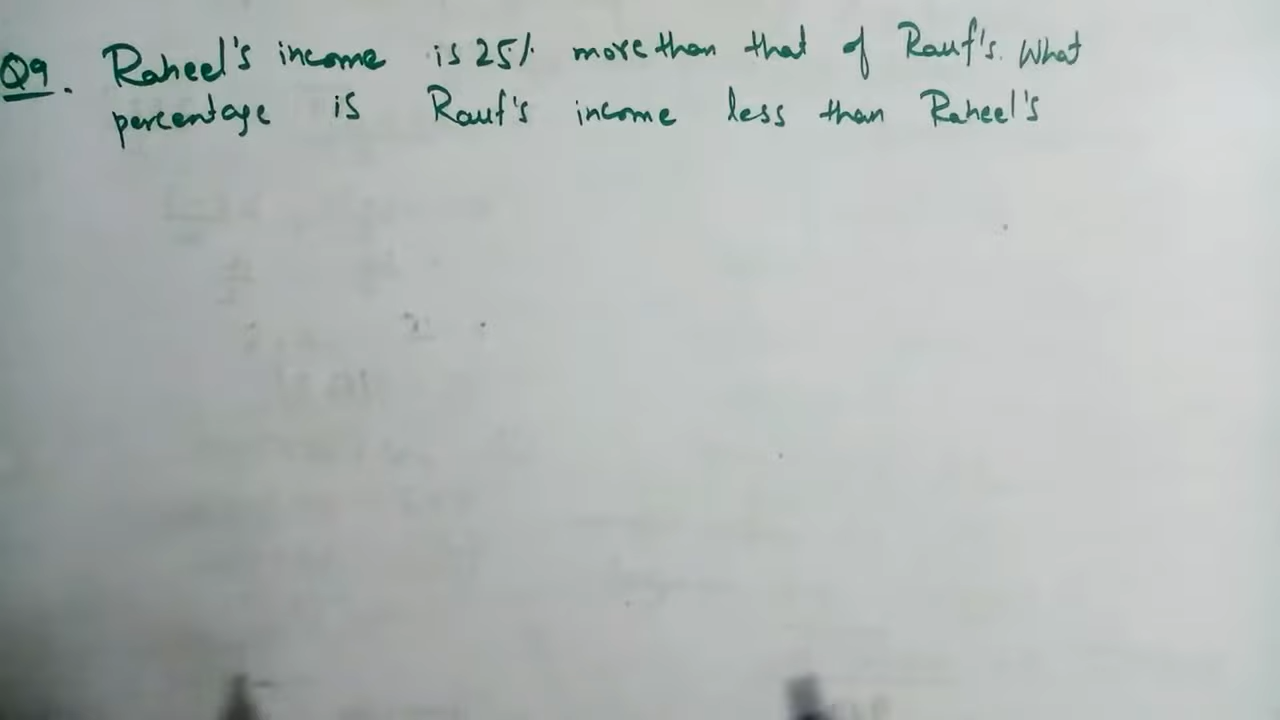 Q9. Raheel's income is 25% more than that of Rauf's. What
percentage is Rauf's income less than Raheel's